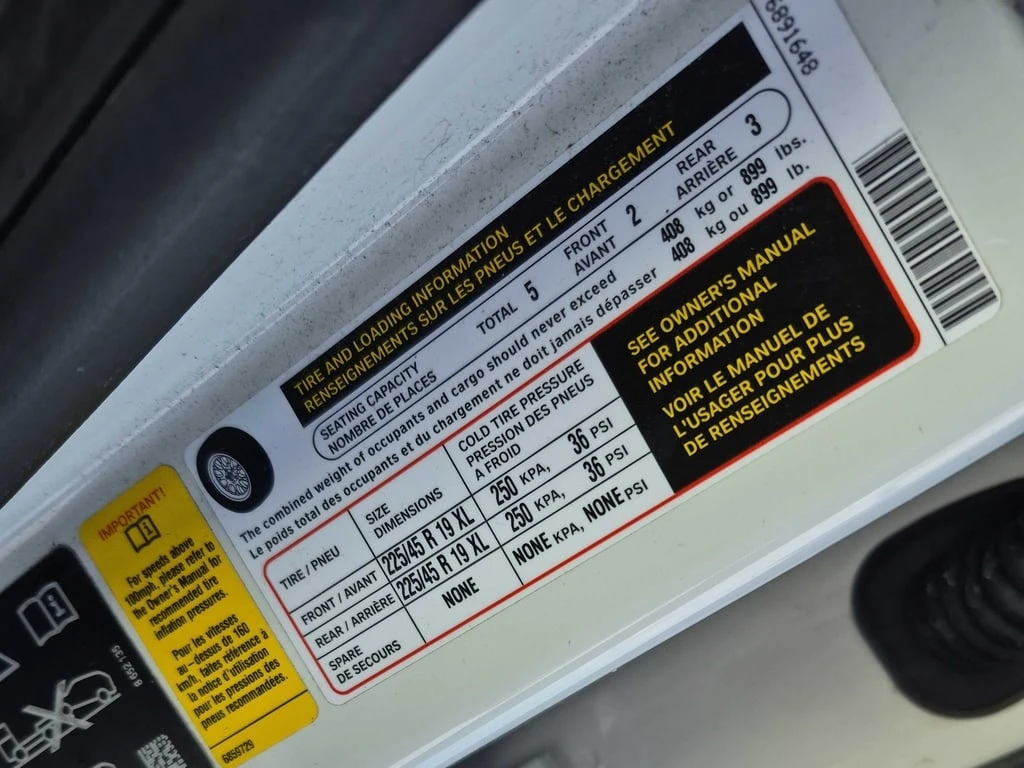 6891648
TIRE AND LOADING INFORMATION
RENSEIGNEMENTS SUR LES PNEUS ET LE CHARGEMENT
SEATING CAPACITY
NOMBRE DE PLACES
TOTAL 5
FRONT
AVANT 2
REAR
ARRIÈRE 3
The combined weight of occupants and cargo should never exceed 408 kg or 899 lbs.
Le poids total des occupants et du chargement ne doit jamais dépasser 408 kg ou 899 lb.
TIRE / PNEU
SIZE
DIMENSIONS
COLD TIRE PRESSURE
PRESSION DES PNEUS
A FROID
FRONT / AVANT 225/45 R 19 XL 250 KPA, 36 PSI
REAR / ARRIÈRE 225/45 R 19 XL 250 KPA, 36 PSI
SPARE
DE SECOURS
NONE NONE KPA, NONE PSI
SEE OWNER'S MANUAL
FOR ADDITIONAL
INFORMATION
VOIR LE MANUEL DE
L'USAGER POUR PLUS
DE RENSEIGNEMENTS
IMPORTANT!
For speeds above
100mph, please refer to
the Owner's Manual for
recommended tire
inflation pressures.
Pour les vitesses
au-dessus de 160
km/h, faites référence à
la notice d'utilisation
pour les pressions des
pneus recommandées.
6859729
8 652 135